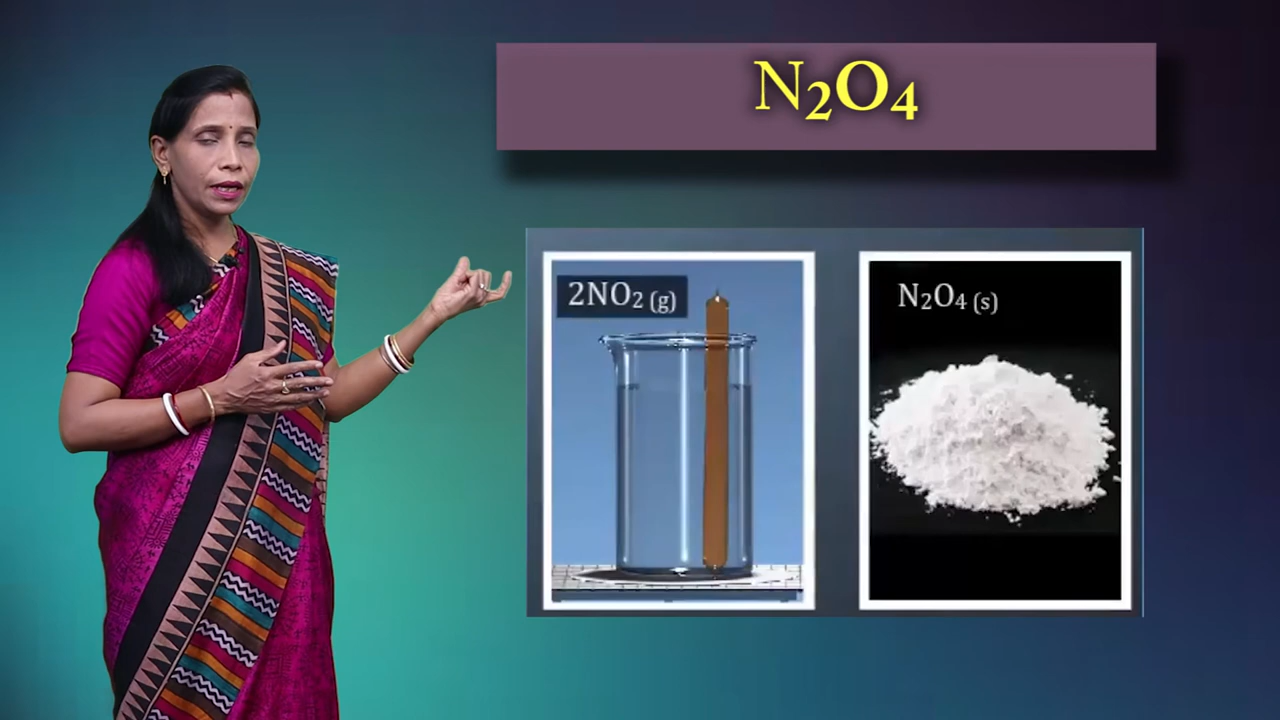 N₂O₄
2NO₂ (g)
N₂O₄ (s)